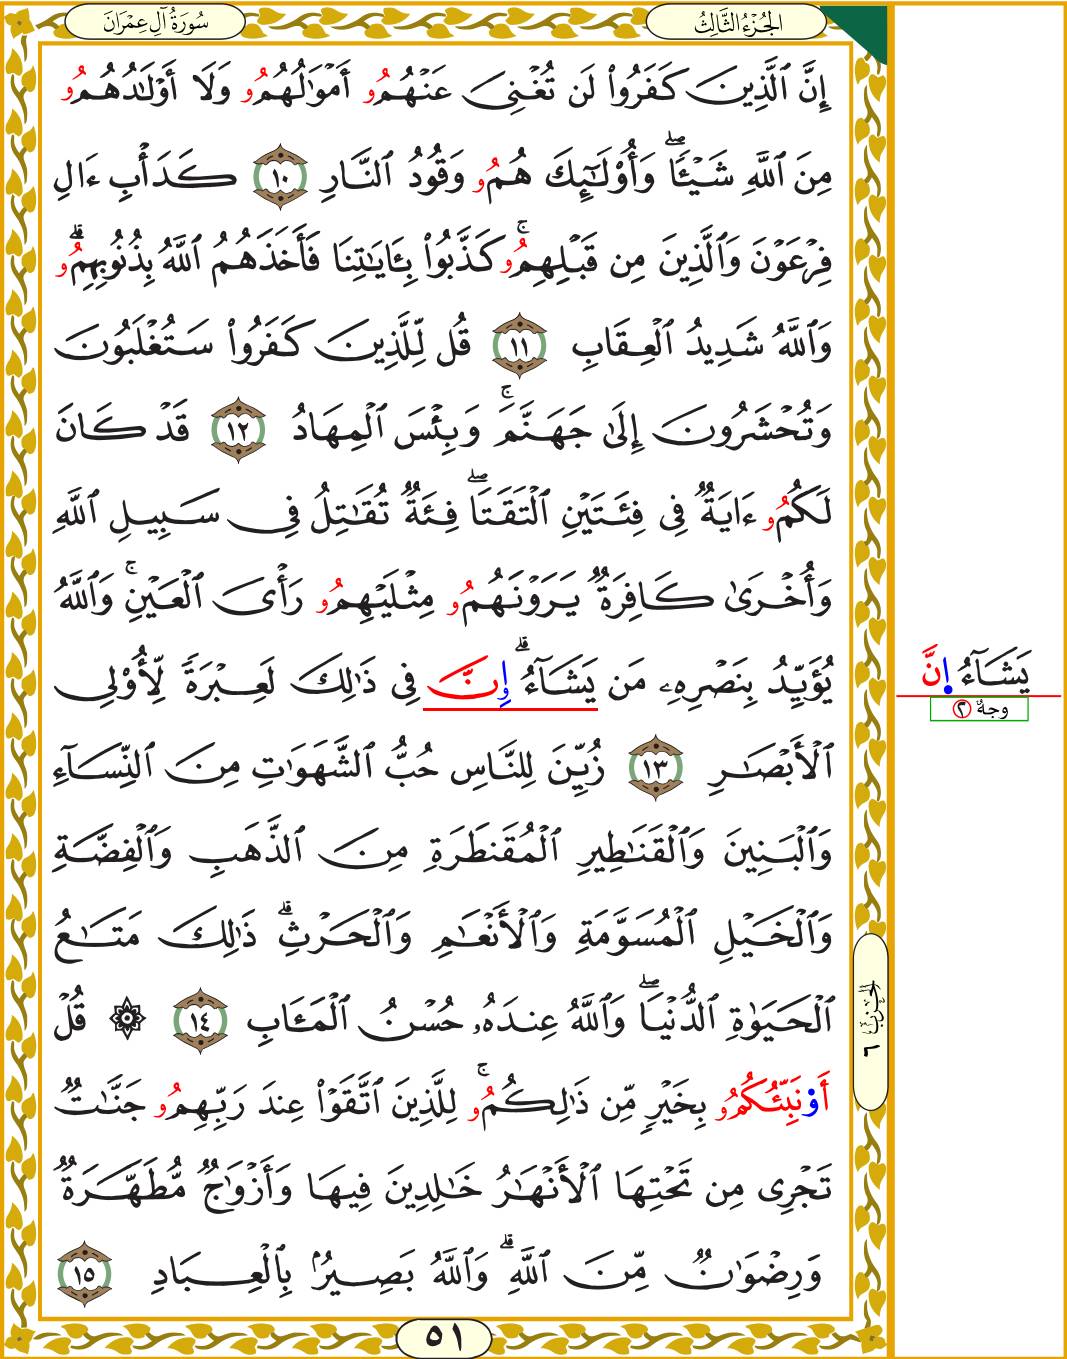 سُورَةُ آلِ عِمْرَانَ
الجُزْءُ الثَّالِثُ
إِنَّ ٱلَّذِينَ كَفَرُوا۟ لَن تُغْنِىَ عَنْهُمُۥ أَمْوَٰلُهُمُۥ وَلَا أَوْلَٰدُهُمُۥ
مِنَ ٱللَّهِ شَيْـًٔاۖ وَأُو۟لَٰٓئِكَ هُمُۥ وَقُودُ ٱلنَّارِ ١٠ كَدَأْبِ ءَالِ
فِرْعَوْنَ وَٱلَّذِينَ مِن قَبْلِهِمُۥۚ كَذَّبُوا۟ بِـَٔايَٰتِنَا فَأَخَذَهُمُ ٱللَّهُ بِذُنُوبِهِمُۥۗ
وَٱللَّهُ شَدِيدُ ٱلْعِقَابِ ١١ قُل لِّلَّذِينَ كَفَرُوا۟ سَتُغْلَبُونَ
وَتُحْشَرُونَ إِلَىٰ جَهَنَّمَۚ وَبِئْسَ ٱلْمِهَادُ ١٢ قَدْ كَانَ
لَكُمُۥ ءَايَةٌ فِى فِئَتَيْنِ ٱلْتَقَتَاۖ فِئَةٌ تُقَٰتِلُ فِى سَبِيلِ ٱللَّهِ
وَأُخْرَىٰ كَافِرَةٌ يَرَوْنَهُمُۥ مِثْلَيْهِمُۥ رَأْىَ ٱلْعَيْنِۚ وَٱللَّهُ
يُؤَيِّدُ بِنَصْرِهِۦ مَن يَشَآءُۗ وِنَّ فِى ذَٰلِكَ لَعِبْرَةً لِّأُو۟لِى
يَشَآءُ اِنَّ
وجهٌ ٢
ٱلْأَبْصَٰرِ ١٣ زُيِّنَ لِلنَّاسِ حُبُّ ٱلشَّهَوَٰتِ مِنَ ٱلنِّسَآءِ
وَٱلْبَنِينَ وَٱلْقَنَٰطِيرِ ٱلْمُقَنطَرَةِ مِنَ ٱلذَّهَبِ وَٱلْفِضَّةِ
وَٱلْخَيْلِ ٱلْمُسَوَّمَةِ وَٱلْأَنْعَٰمِ وَٱلْحَرْثِۗ ذَٰلِكَ مَتَٰعُ
ٱلْحَيَوٰةِ ٱلدُّنْيَاۖ وَٱللَّهُ عِندَهُۥ حُسْنُ ٱلْمَـَٔابِ ١٤ ۞ قُلْ
أَوُ۬نَبِّئُكُمُۥ بِخَيْرٍ مِّن ذَٰلِكُمُۥۚ لِلَّذِينَ ٱتَّقَوْا۟ عِندَ رَبِّهِمُۥ جَنَّٰتٌ
تَجْرِى مِن تَحْتِهَا ٱلْأَنْهَٰرُ خَٰلِدِينَ فِيهَا وَأَزْوَٰجٌ مُّطَهَّرَةٌ
وَرِضْوَٰنٌ مِّنَ ٱللَّهِۗ وَٱللَّهُ بَصِيرُۢ بِٱلْعِبَادِ ١٥
الحزب ٦
٥١